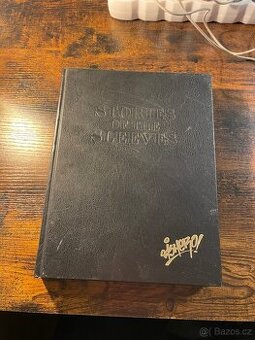 STORIES
OF THE
SLEEVES
© Bazos.cz